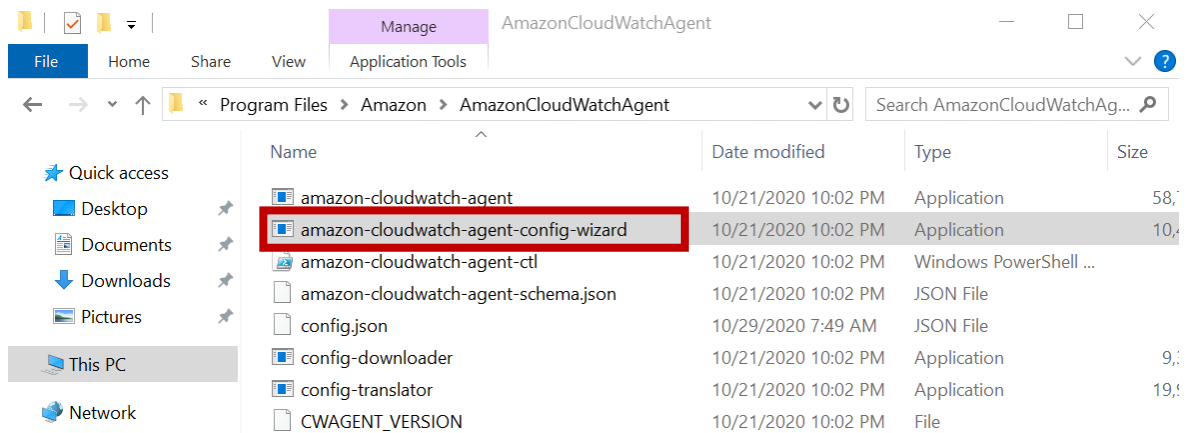 Manage AmazonCloudWatchAgent
File Home Share View Application Tools ?
« Program Files > Amazon > AmazonCloudWatchAgent Search AmazonCloudWatchAg...
Name Date modified Type Size
Quick access
Desktop
Documents
Downloads
Pictures
This PC
Network
amazon-cloudwatch-agent 10/21/2020 10:02 PM Application 58,
amazon-cloudwatch-agent-config-wizard 10/21/2020 10:02 PM Application 10,
amazon-cloudwatch-agent-ctl 10/21/2020 10:02 PM Windows PowerShell ...
amazon-cloudwatch-agent-schema.json 10/21/2020 10:02 PM JSON File
config.json 10/29/2020 7:49 AM JSON File
config-downloader 10/21/2020 10:02 PM Application 9,
config-translator 10/21/2020 10:02 PM Application 19,
CWAGENT_VERSION 10/21/2020 10:02 PM File